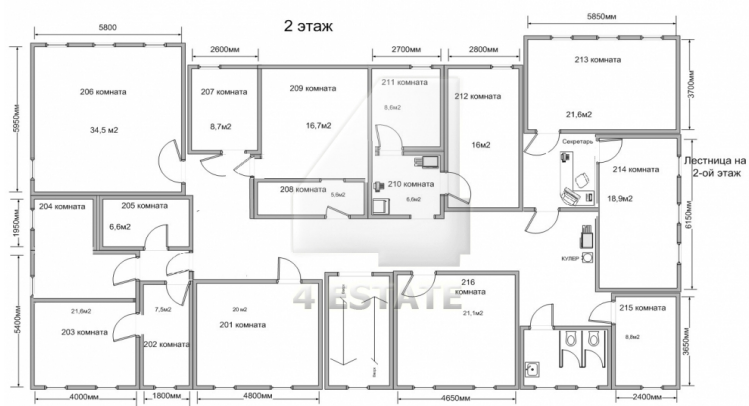 2 этаж
5800
2600мм
2700мм
2800мм
5850мм
5950мм
206 комната
34,5 м2
207 комната
8,7м2
209 комната
16,7м2
211 комната
8,6м2
212 комната
16м2
213 комната
21,6м2
3700мм
Лестница на
2-ой этаж
Секретарь
214 комната
18,9м2
6150мм
208 комната
5,6м2
210 комната
6,6м2
1950мм
204 комната
205 комната
6,6м2
КУЛЕР
4 ESTATE
5400мм
21,6м2
203 комната
7,5м2
202 комната
20 м2
201 комната
216
комната
21,1м2
215 комната
8,8м2
3650мм
4000мм
1800мм
4800мм
4650мм
2400мм